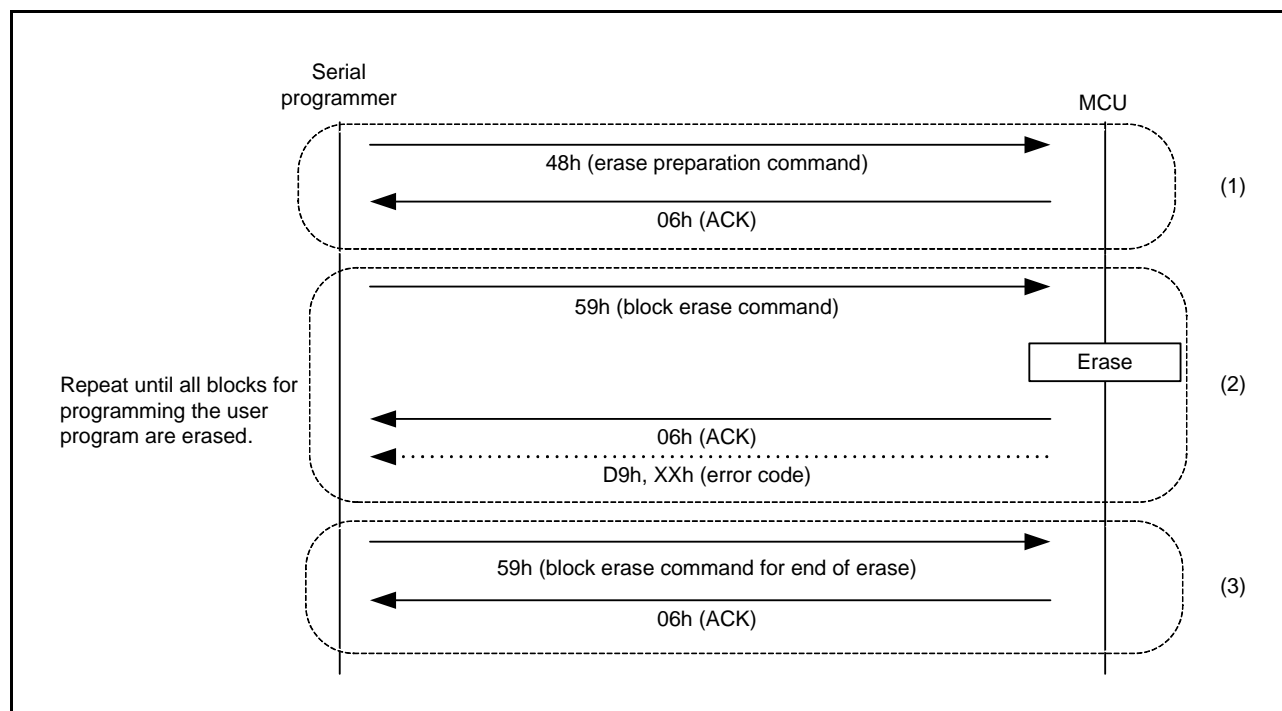 Serial
programmer
MCU
48h (erase preparation command)
(1)
06h (ACK)
59h (block erase command)
Erase
Repeat until all blocks for
programming the user
program are erased.
(2)
06h (ACK)
D9h, XXh (error code)
59h (block erase command for end of erase)
(3)
06h (ACK)